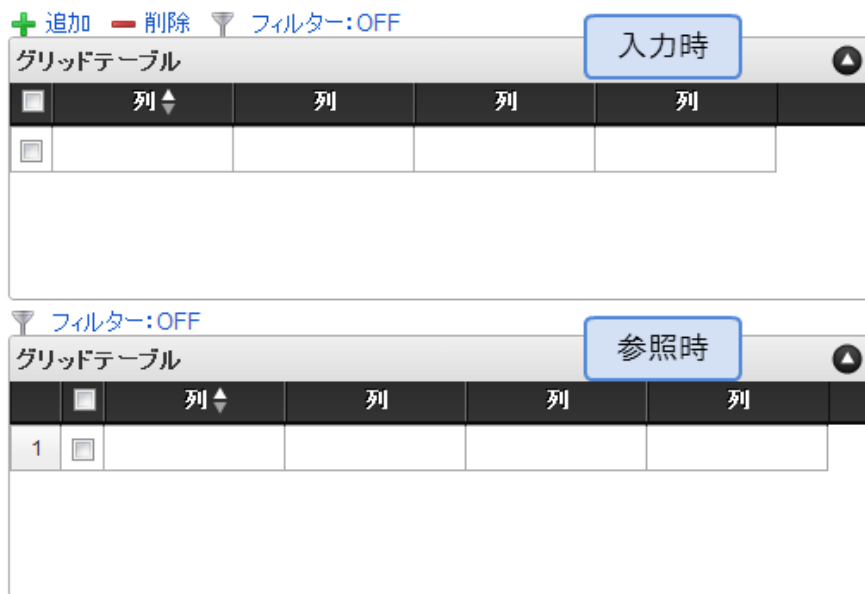 追加 削除 フィルター:OFF
グリッドテーブル 入力時
列 列 列 列
フィルター:OFF
グリッドテーブル 参照時
列 列 列 列
1